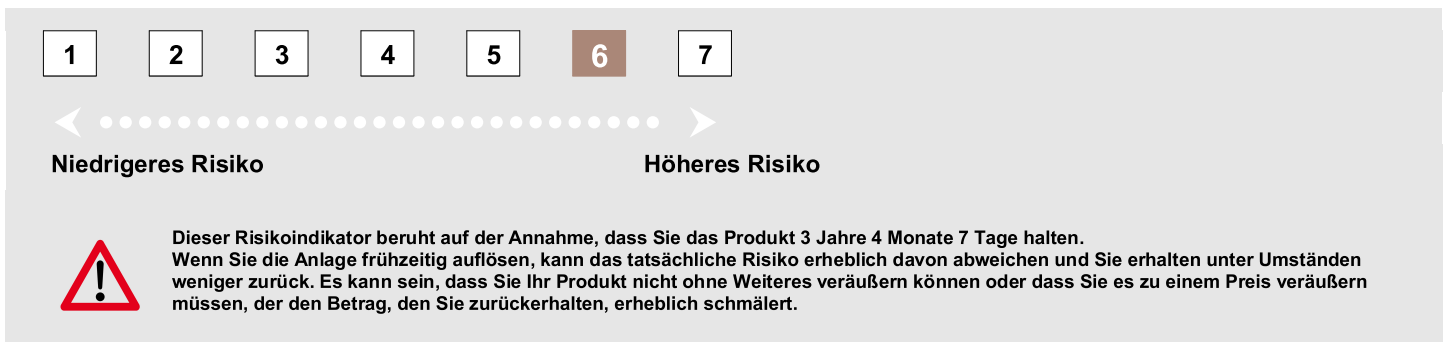 1 2 3 4 5 6 7
Niedrigeres Risiko Höheres Risiko
Dieser Risikoindikator beruht auf der Annahme, dass Sie das Produkt 3 Jahre 4 Monate 7 Tage halten.
Wenn Sie die Anlage frühzeitig auflösen, kann das tatsächliche Risiko erheblich davon abweichen und Sie erhalten unter Umständen
weniger zurück. Es kann sein, dass Sie Ihr Produkt nicht ohne Weiteres veräußern können oder dass Sie es zu einem Preis veräußern
müssen, der den Betrag, den Sie zurückerhalten, erheblich schmälert.